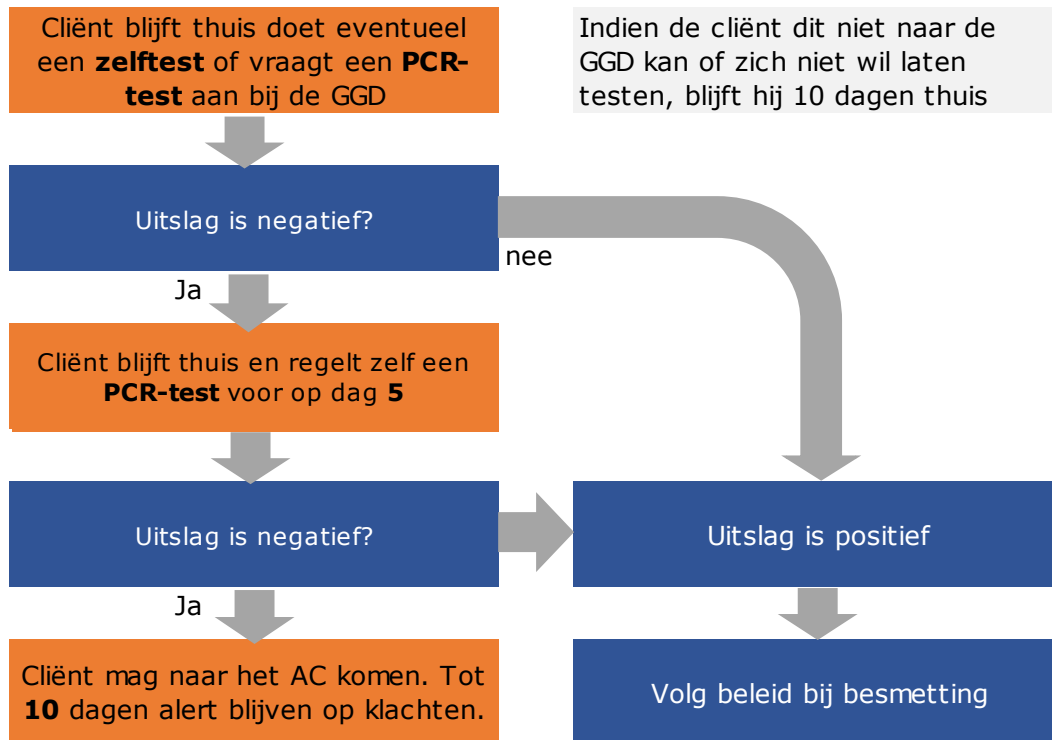 Cliënt blijft thuis doet eventueel
een zelftest of vraagt een PCR-
test aan bij de GGD
Indien de cliënt dit niet naar de
GGD kan of zich niet wil laten
testen, blijft hij 10 dagen thuis
Uitslag is negatief?
nee
Ja
Cliënt blijft thuis en regelt zelf een
PCR-test voor op dag 5
Uitslag is negatief?
Uitslag is positief
Ja
Cliënt mag naar het AC komen. Tot
10 dagen alert blijven op klachten.
Volg beleid bij besmetting